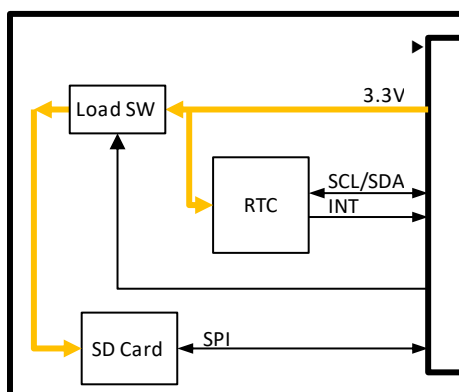 3.3V
Load SW
SCL/SDA
RTC
INT
SPI
SD Card